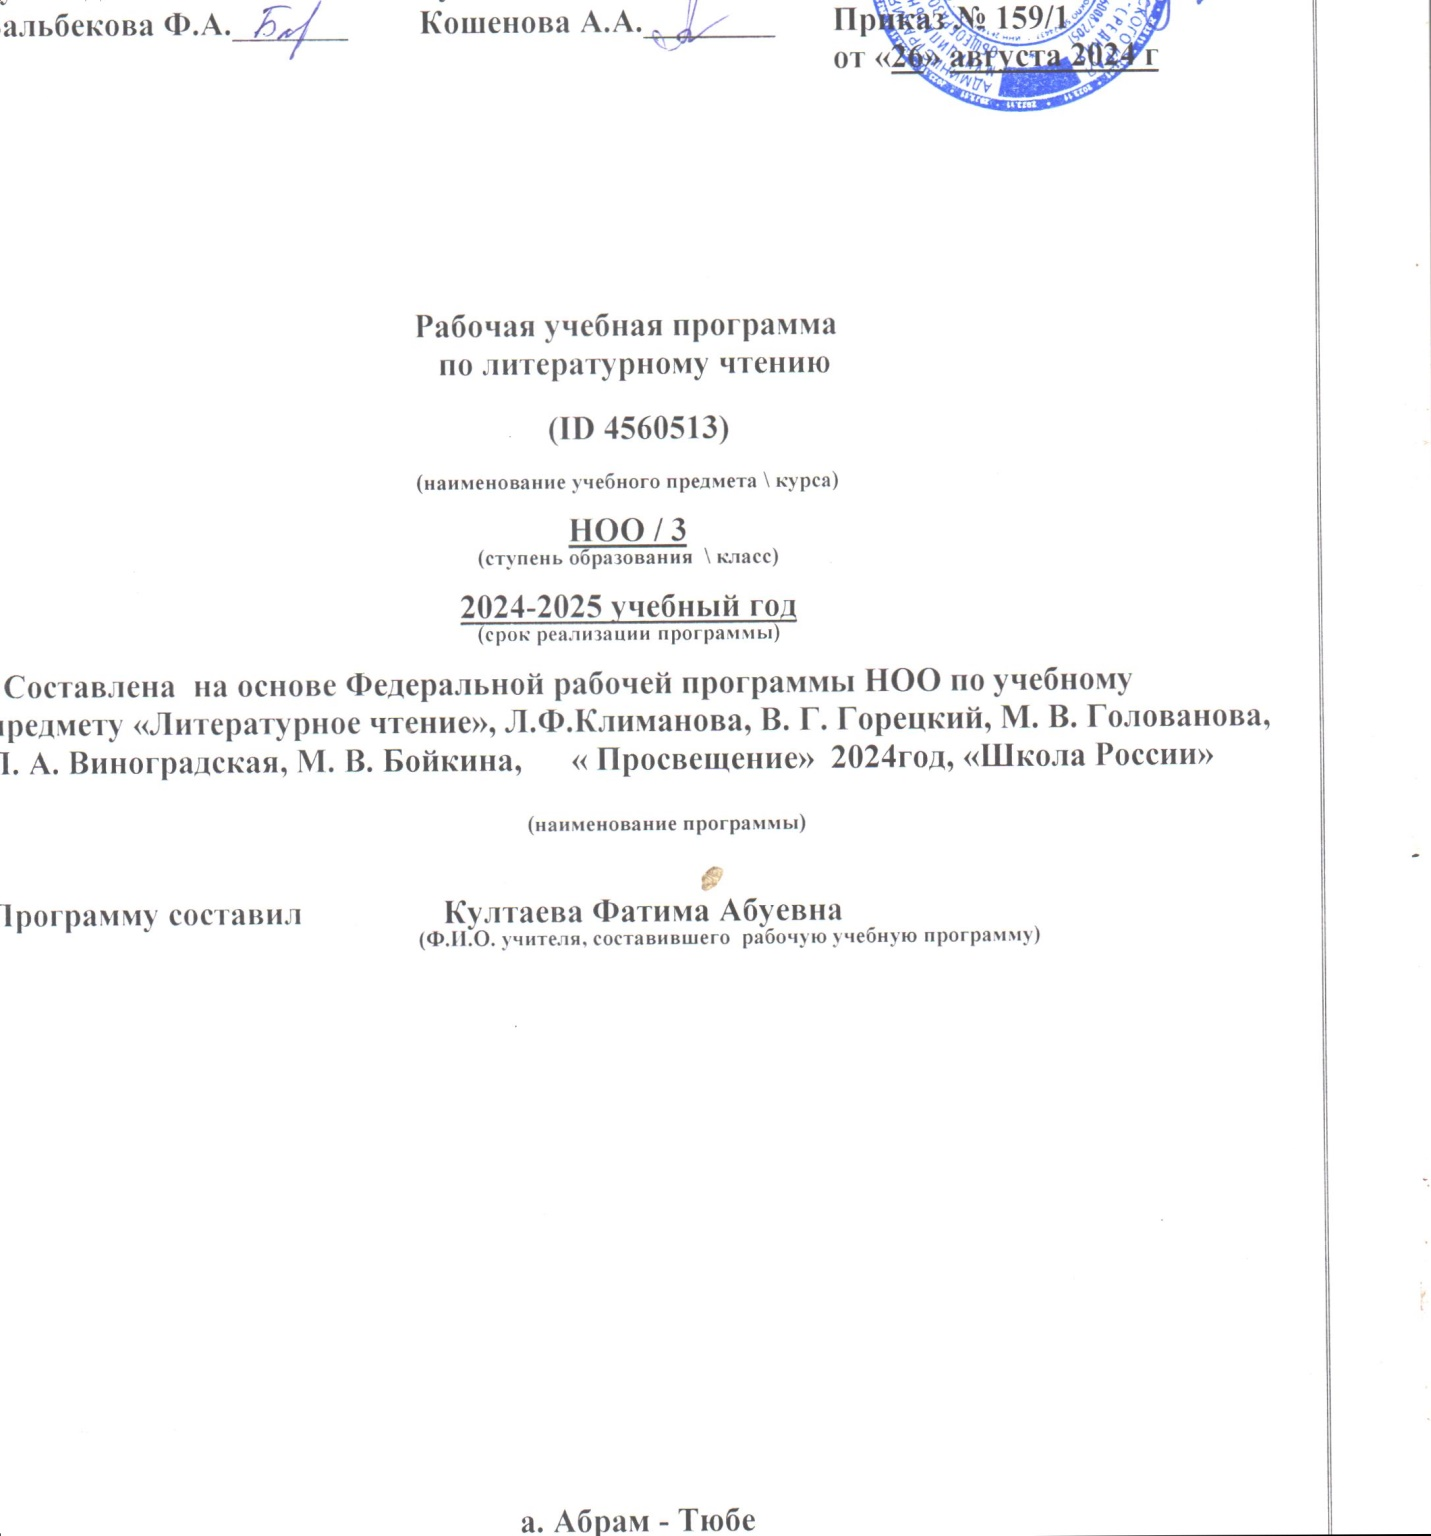 Ф.А.
Кошенова А.А.
Приказ № 159/1
от «26» августа 2024 г
Рабочая учебная программа
по литературному чтению
(ID 4560513)
(наименование учебного предмета \ курса)
НОО / 3
(ступень образования \ класс)
2024-2025 учебный год
(срок реализации программы)
Составлена на основе Федеральной рабочей программы НОО по учебному
предмету «Литературное чтение», Л.Ф.Климанова, В. Г. Горецкий, М. В. Голованова,
Л. А. Виноградская, М. В. Бойкина, « Просвещение» 2024год, «Школа России»
(наименование программы)
Программу составил Култаева Фатима Абуевна
(Ф.И.О. учителя, составившего рабочую учебную программу)
а. Абрам - Тюбе